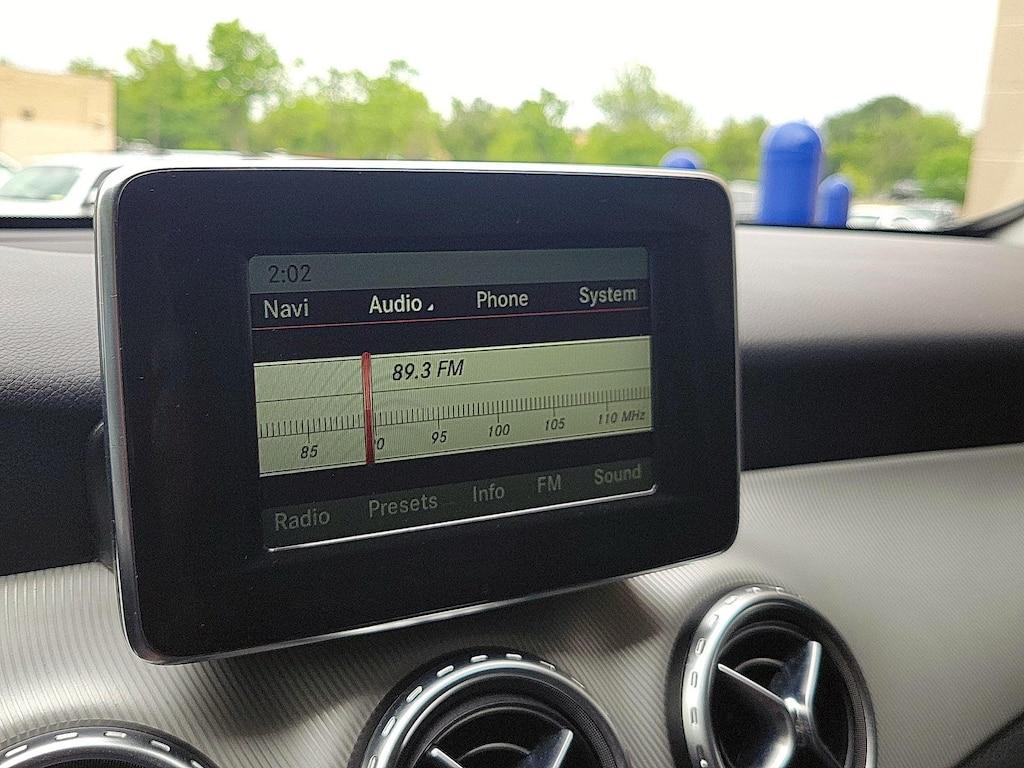 2:02
Navi Audio Phone System
89.3 FM
85 90 95 100 105 110 MHz
Radio Presets Info FM Sound